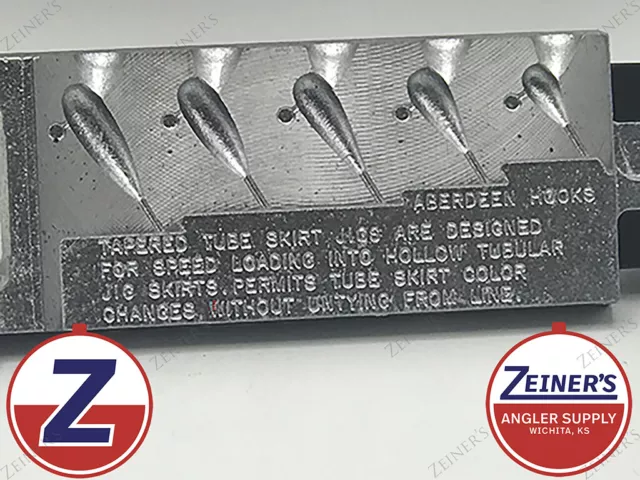 ABERDEEN HOOKS
TAPERED TUBE SKIRT JIGS ARE DESIGNED
FOR SPEED LOADING INTO HOLLOW TUBULAR
JIG SKIRTS. PERMITS TUBE SKIRT COLOR
CHANGES WITHOUT UNTYING FROM LINE.
Z
ZEINER'S
ANGLER SUPPLY
WICHITA, KS